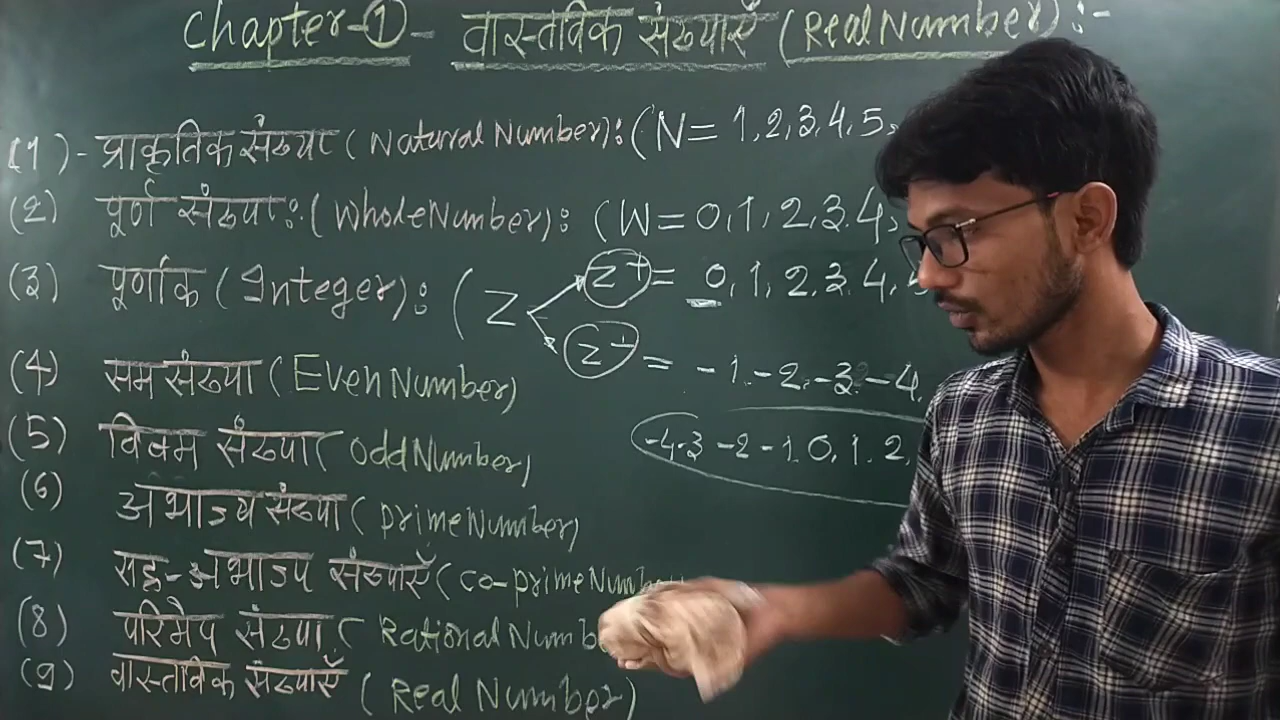 Chapter-① - वास्तविक संख्याएँ (Real Number):-
(1)- प्राकृतिक संख्या (Natural Number): (N = 1, 2, 3, 4, 5,
(2) पूर्ण संख्या: (Whole Number): (W = 0, 1, 2, 3. 4,
(3) पूर्णांक (Integer): ( Z
Z+ = 0, 1, 2, 3, 4,
Z+ = -1, -2, -3, -4,
(4) सम संख्या (Even Number)
-4 -3 -2 -1 0, 1, 2,
(5) विषम संख्या (Odd Number)
(6) अभाज्य संख्या (prime Number)
(7) सह-अभाज्य संख्याएँ (co-prime
(8) परिमेय संख्या (Rational
(9) वास्तविक संख्याएँ (Real Number)